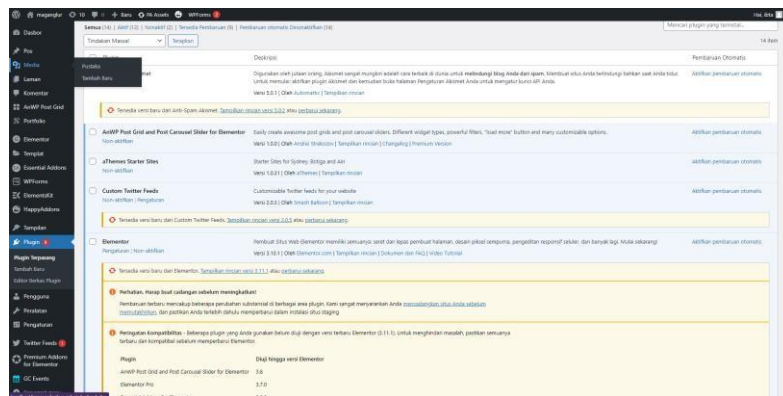 magangkur 10 0 + Baru PA Assets WPForms
Hai, Brta
Dasbor
Pos
Media
Pustaka
Tambah Baru
Laman
Komentar
AnWP Post Grid
Portfolio
Elementor
Templat
Essential Addons
WPForms
ElementsKit
HappyAddons
Tampilan
Plugin
Plugin Terpasang
Tambah Baru
Editor Berkas Plugin
Pengguna
Peralatan
Pengaturan
Twitter Feeds
Premium Addons
for Elementor
GC Events
Semua (14) | Aktif (12) | Nonaktif (2) | Tersedia Pembaruan (8) | Pembaruan otomatis Dinonaktifkan (14)
Mencari plugin yang terinstal...
Tindakan Massal Terapkan
14 item
Plugin Deskripsi Pembaruan Otomatis
Digunakan oleh jutaan orang, Akismet sangat mungkin adalah cara terbaik di dunia untuk melindungi blog Anda dari spam. Membuat situs Anda terlindungi bahkan saat Anda tidur.
Untuk memulai: aktifkan plugin Akismet dan kemudian buka halaman Pengaturan Akismet Anda untuk mengatur kunci API Anda.
Aktifkan pembaruan otomatis
Versi 5.0.1 | Oleh Automattic | Tampilkan rincian
Tersedia versi baru dari Anti-Spam Akismet. Tampilkan rincian versi 5.0.2 atau perbarui sekarang.
AnWP Post Grid and Post Carousel Slider for Elementor
Non-aktifkan
Easily create awesome post grids and post carousel sliders. Different widget types, powerful filters, "load more" button and many customizable options.
Versi 1.0.0 | Oleh Andrei Strekozov | Tampilkan rincian | Changelog | Premium Version
Aktifkan pembaruan otomatis
aThemes Starter Sites
Non-aktifkan
Starter Sites for Sydney, Botiga and Airi
Versi 1.0.31 | Oleh aThemes | Tampilkan rincian
Aktifkan pembaruan otomatis
Custom Twitter Feeds
Non-aktifkan | Pengaturan
Customizable Twitter feeds for your website
Versi 2.0.3 | Oleh Smash Balloon | Tampilkan rincian
Aktifkan pembaruan otomatis
Tersedia versi baru dari Custom Twitter Feeds. Tampilkan rincian versi 2.0.5 atau perbarui sekarang.
Elementor
Pengaturan | Non-aktifkan
Pembuat Situs Web Elementor memiliki semuanya: seret dan lepas pembuat halaman, desain piksel sempurna, pengeditan responsif seluler, dan banyak lagi. Mulai sekarang!
Versi 3.10.1 | Oleh Elementor.com | Tampilkan rincian | Dokumen dan FAQ | Video Tutorial
Aktifkan pembaruan otomatis
Tersedia versi baru dari Elementor. Tampilkan rincian versi 3.11.1 atau perbarui sekarang.
Perhatian. Harap buat cadangan sebelum meningkatkan!
Pembaruan terbaru mencakup beberapa perubahan substansial di berbagai area plugin. Kami sangat menyarankan Anda mencadangkan situs Anda sebelum
memutakhirkan, dan pastikan Anda terlebih dahulu memperbarui dalam instalasi situs staging
Peringatan Kompatibilitas - Beberapa plugin yang Anda gunakan belum diuji dengan versi terbaru Elementor (3.11.1). Untuk menghindari masalah, pastikan semuanya
terbaru dan kompatibel sebelum memperbarui Elementor.
Plugin Diuji hingga versi Elementor
AnWP Post Grid and Post Carousel Slider for Elementor 3.6
Elementor Pro 3.7.0